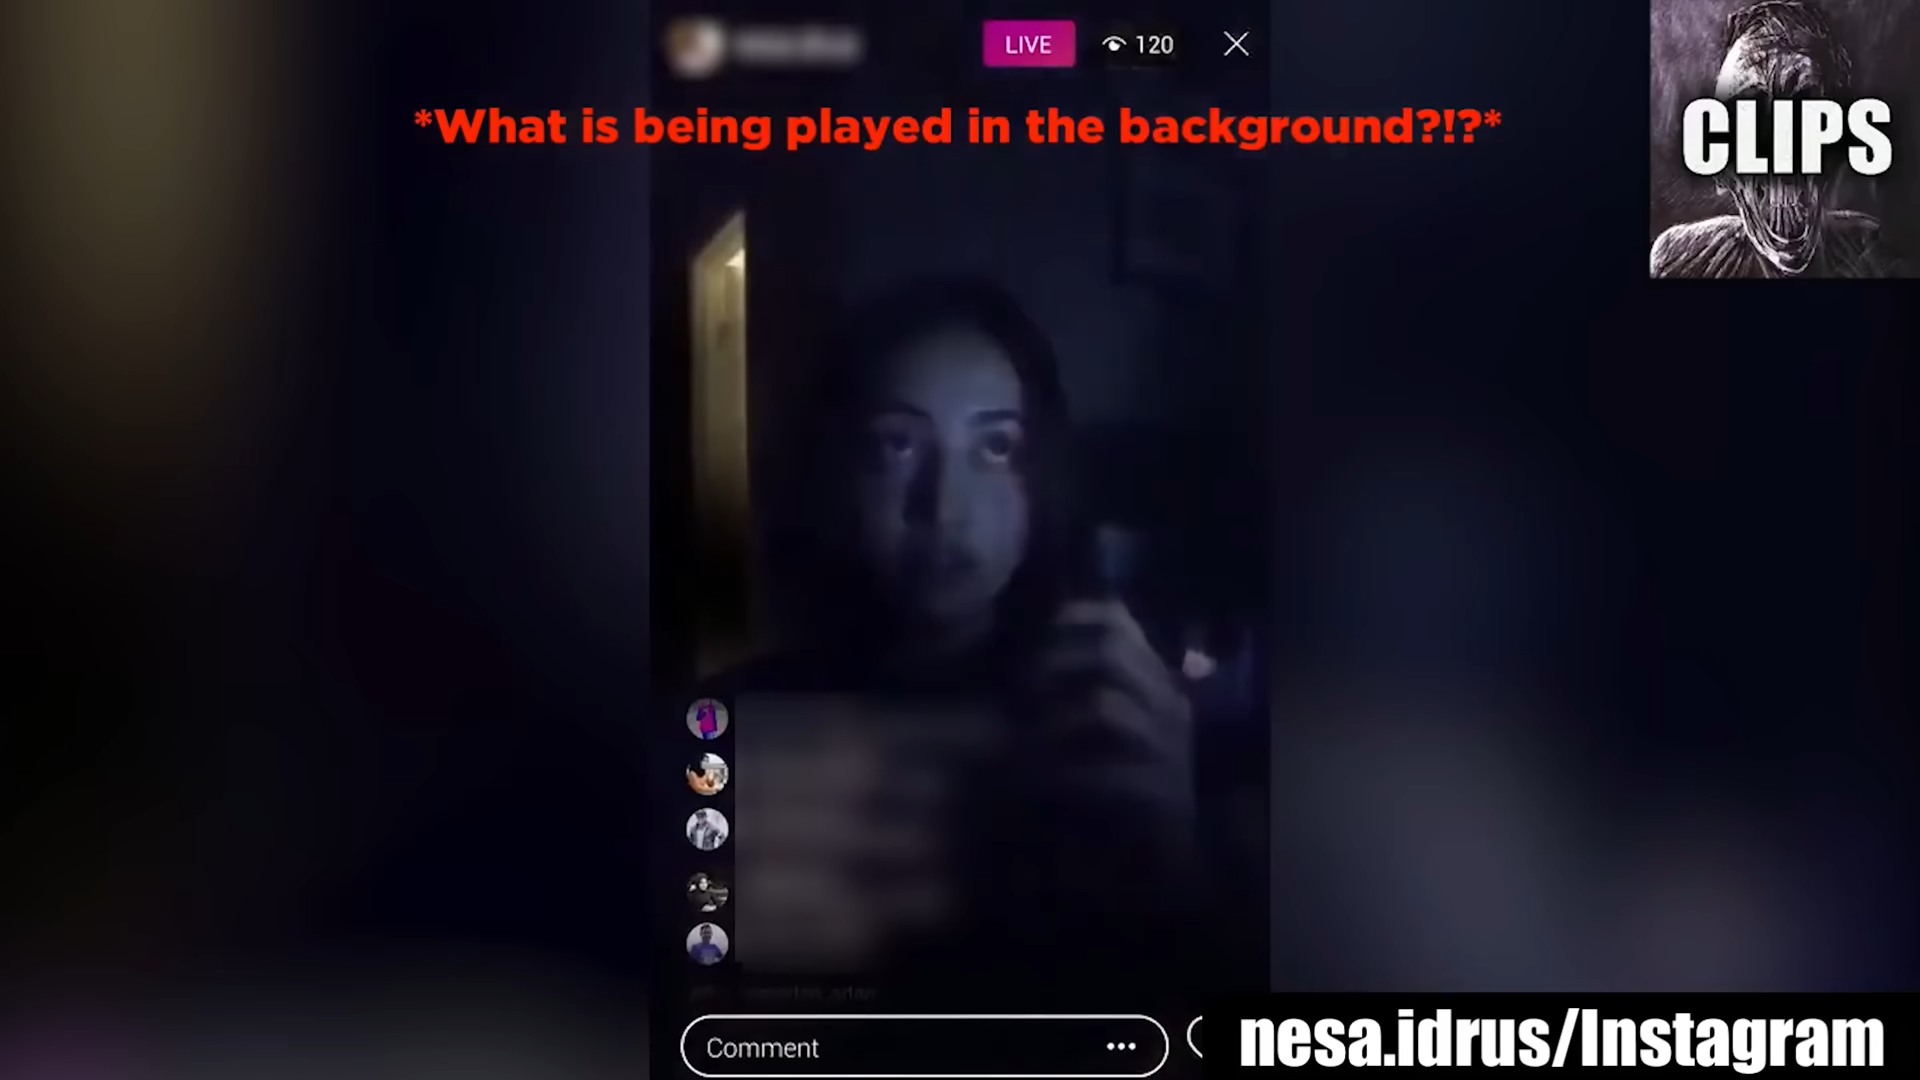 LIVE
120
*What is being played in the background?!?*
CLIPS
Comment
nesa.idrus/Instagram